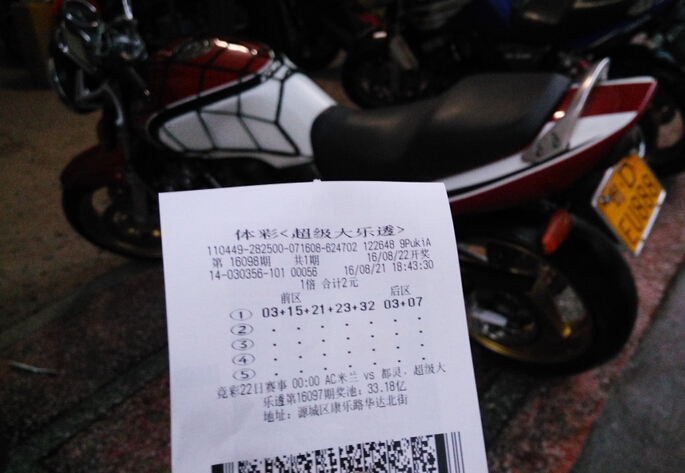 体彩<超级大乐透>
110449-282500-071608-624702 122648 9PukiA
第 16098期 共1期 16/08/22开奖
14-030356-101 00056 16/08/21 18:43:30
1倍 合计2元
前区 后区
① 03+15+21+23+32 03+07
②
③
④
⑤
竞彩22日赛事 00:00 AC米兰 vs 都灵. 超级大
乐透第16097期奖池: 33.18亿
地址: 源城区康乐路华达北街
EU888